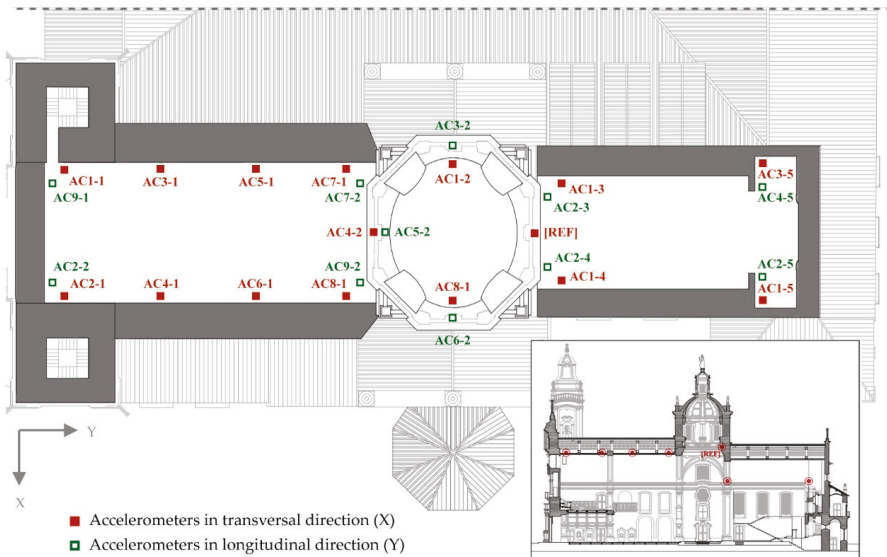 AC3-2
AC1-1
AC3-1
AC5-1
AC7-1
AC1-2
AC1-3
AC3-5
AC9-1
AC7-2
AC2-3
AC4-5
AC4-2
AC5-2
[REF]
AC2-2
AC9-2
AC2-4
AC2-5
AC2-1
AC4-1
AC6-1
AC8-1
AC8-1
AC1-4
AC1-5
AC6-2
Y
X
[REF]
Accelerometers in transversal direction (X)
Accelerometers in longitudinal direction (Y)